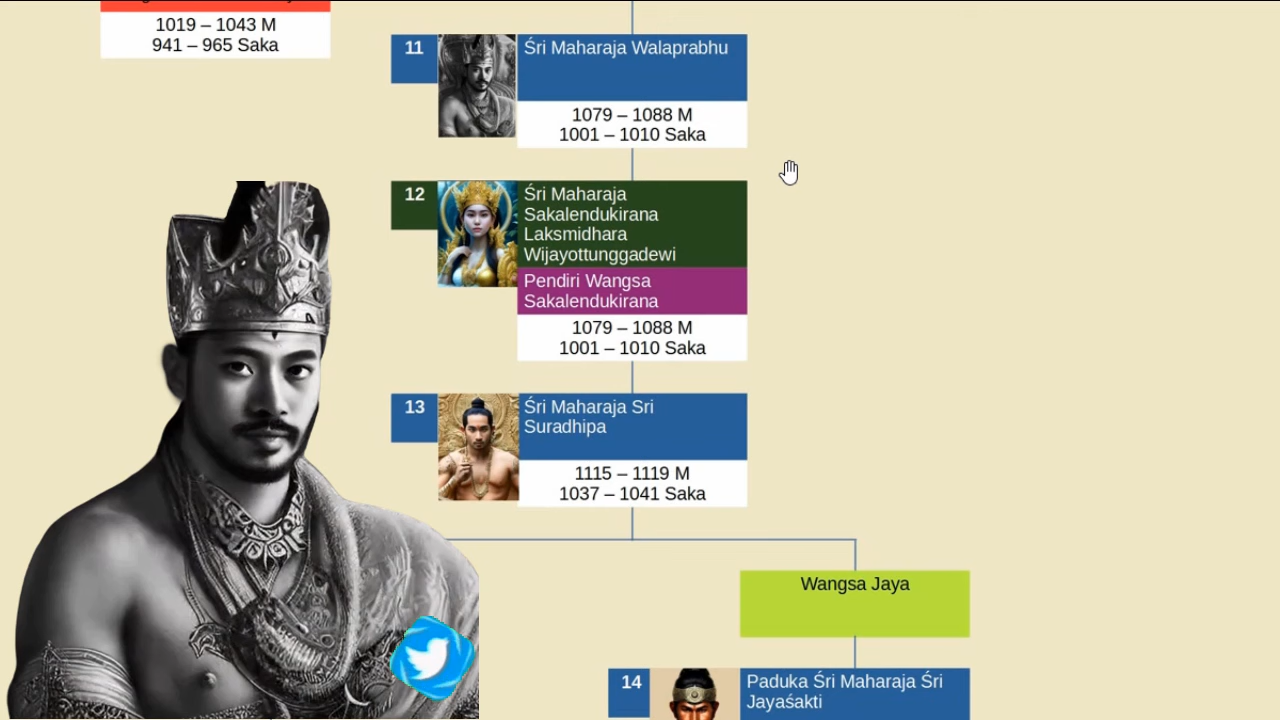 1019 – 1043 M
941 – 965 Saka
11
Śri Maharaja Walaprabhu
1079 – 1088 M
1001 – 1010 Saka
12
Śri Maharaja
Sakalendukirana
Laksmidhara
Wijayottunggadewi
Pendiri Wangsa
Sakalendukirana
1079 – 1088 M
1001 – 1010 Saka
13
Śri Maharaja Sri
Suradhipa
1115 – 1119 M
1037 – 1041 Saka
Wangsa Jaya
14
Paduka Śri Maharaja Śri
Jayaśakti